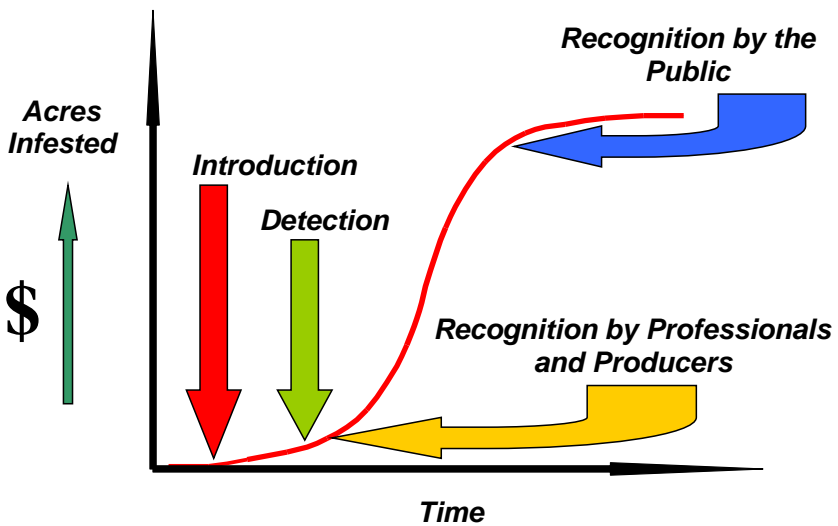 Recognition by the
Public
Acres
Infested
Introduction
Detection
$
Recognition by Professionals
and Producers
Time